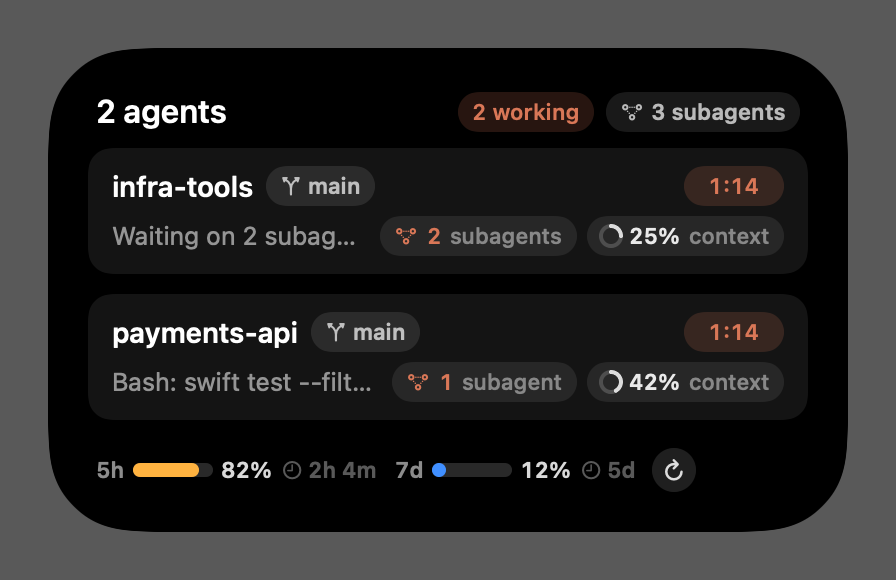 2 agents 2 working 3 subagents
infra-tools main 1:14
Waiting on 2 subag... 2 subagents 25% context
payments-api main 1:14
Bash: swift test --filt... 1 subagent 42% context
5h 82% 2h 4m 7d 12% 5d